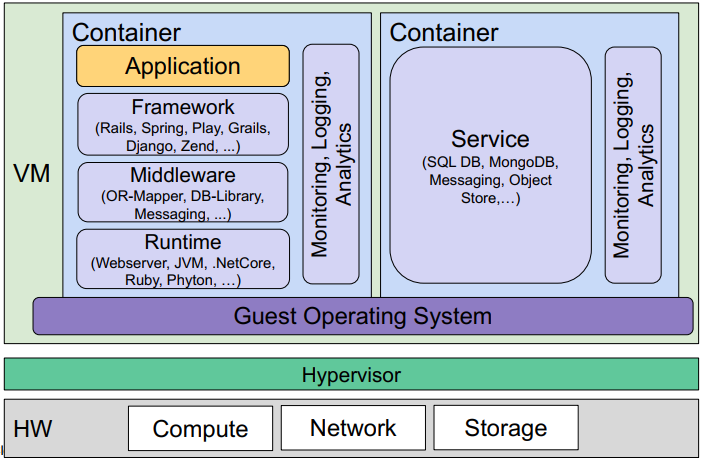 VM
Container
Application
Framework
(Rails, Spring, Play, Grails,
Django, Zend, ...)
Middleware
(OR-Mapper, DB-Library,
Messaging, ...)
Runtime
(Webserver, JVM, .NetCore,
Ruby, Phyton, …)
Monitoring, Logging,
Analytics
Container
Service
(SQL DB, MongoDB,
Messaging, Object
Store,…)
Monitoring, Logging,
Analytics
Guest Operating System
Hypervisor
HW
Compute
Network
Storage